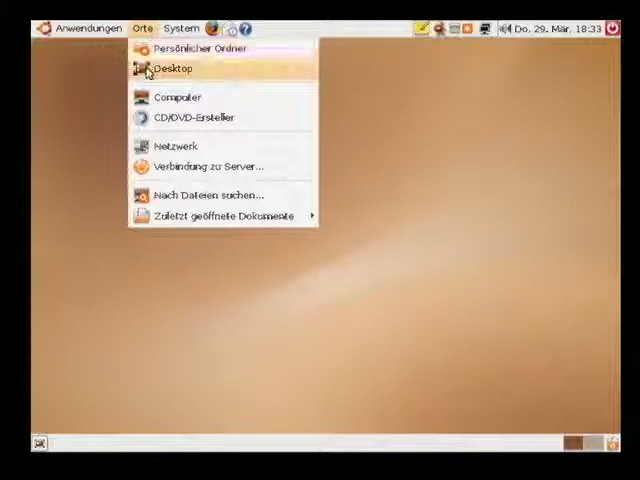 Anwendungen Orte System Do. 29. Mär, 18:33
Persönlicher Ordner
Desktop
Computer
CD/DVD-Ersteller
Netzwerk
Verbindung zu Server...
Nach Dateien suchen...
Zuletzt geöffnete Dokumente